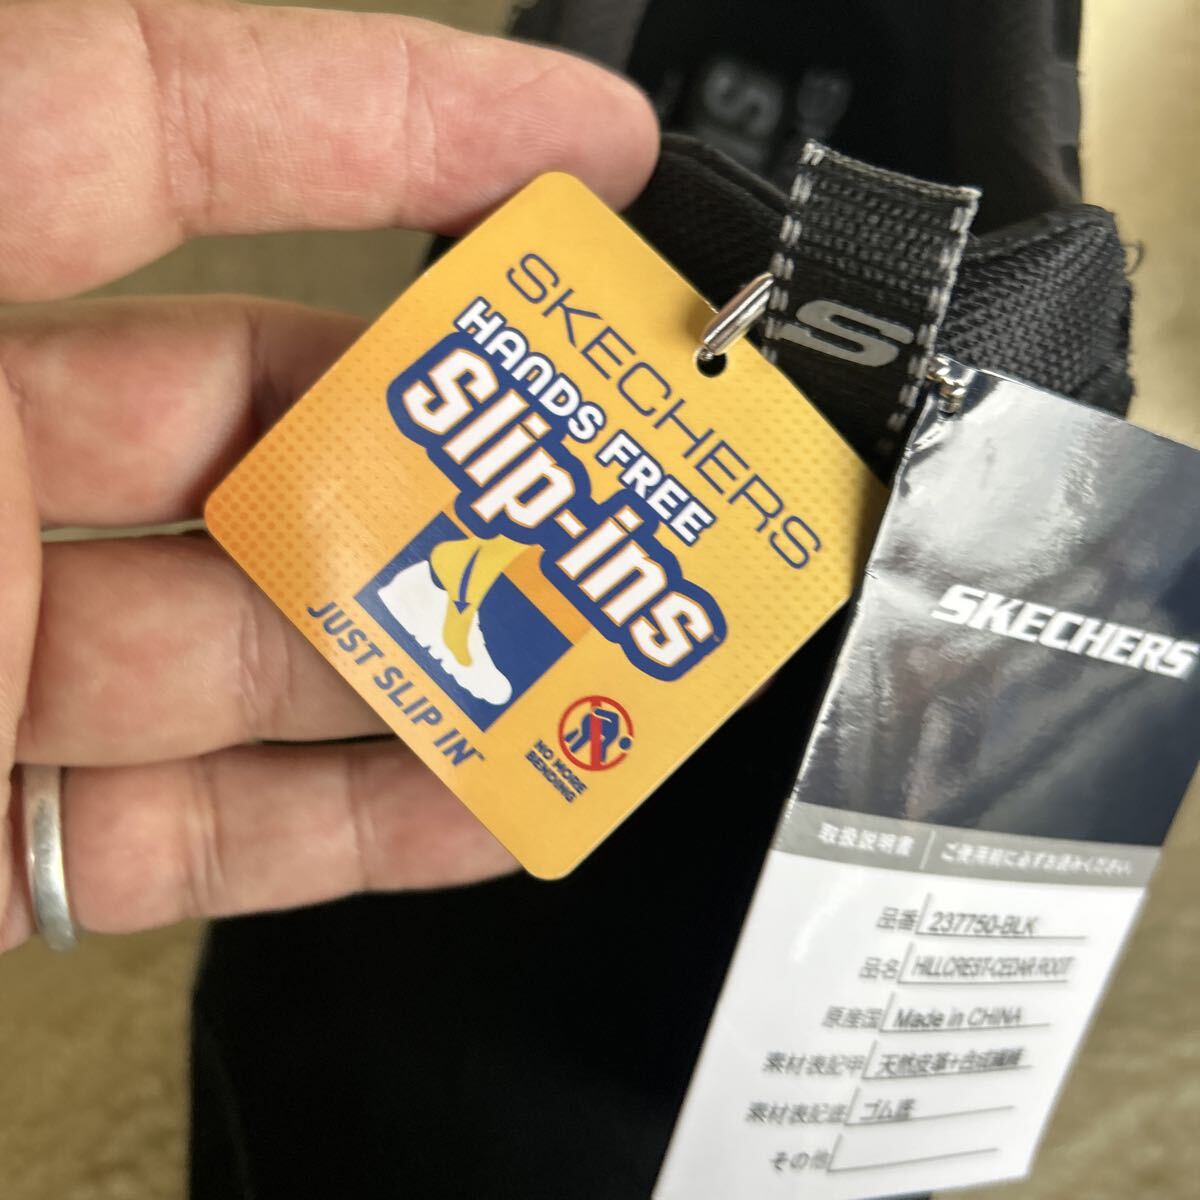 SKECHERS
HANDS FREE
Slip-ins™
JUST SLIP IN™
NO MORE
BENDING
S
SKECHERS
取扱説明書 ご使用前に必ずお読みください。
品番 237750-BLK
品名 HILLCREST-CEDAR ROOT
原産国 Made in CHINA
素材表記甲 天然皮革+合成繊維
素材表記底 ゴム底
その他